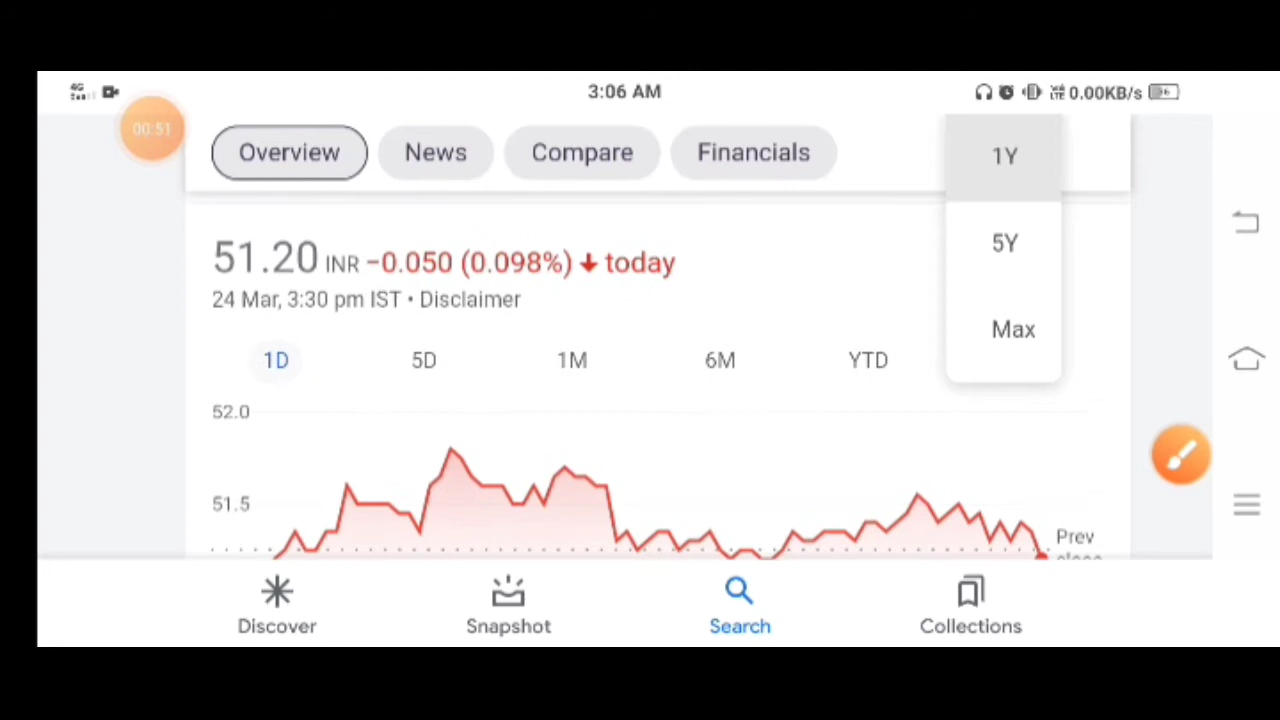 4G
3:06 AM
0.00KB/s
00:51
Overview
News
Compare
Financials
1Y
5Y
Max
51.20 INR −0.050 (0.098%) ↓ today
24 Mar, 3:30 pm IST • Disclaimer
1D
5D
1M
6M
YTD
52.0
51.5
Prev
close
Discover
Snapshot
Search
Collections